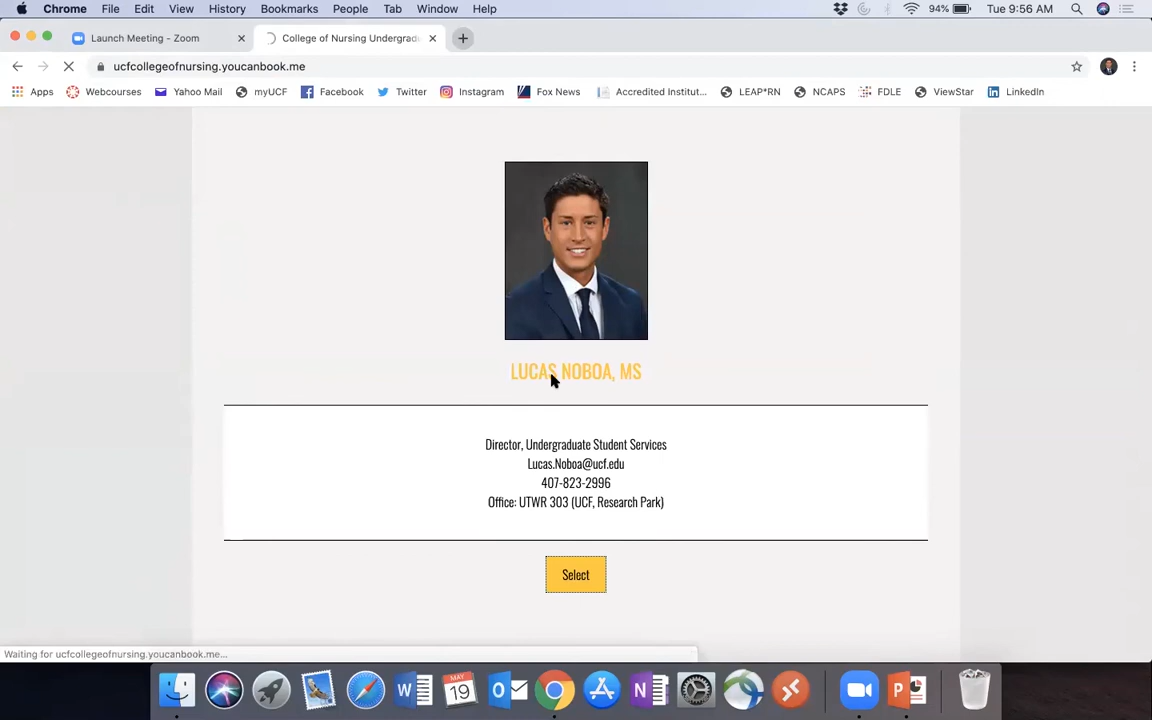 Chrome File Edit View History Bookmarks People Tab Window Help 94% Tue 9:56 AM
Launch Meeting - Zoom College of Nursing Undergradu
ucfcollegeofnursing.youcanbook.me
Apps Webcourses Yahoo Mail myUCF Facebook Twitter Instagram Fox News Accredited Institut... LEAP*RN NCAPS FDLE ViewStar LinkedIn
LUCAS NOBOA, MS
Director, Undergraduate Student Services
Lucas.Noboa@ucf.edu
407-823-2996
Office: UTWR 303 (UCF, Research Park)
Select
Waiting for ucfcollegeofnursing.youcanbook.me...
MAY
19